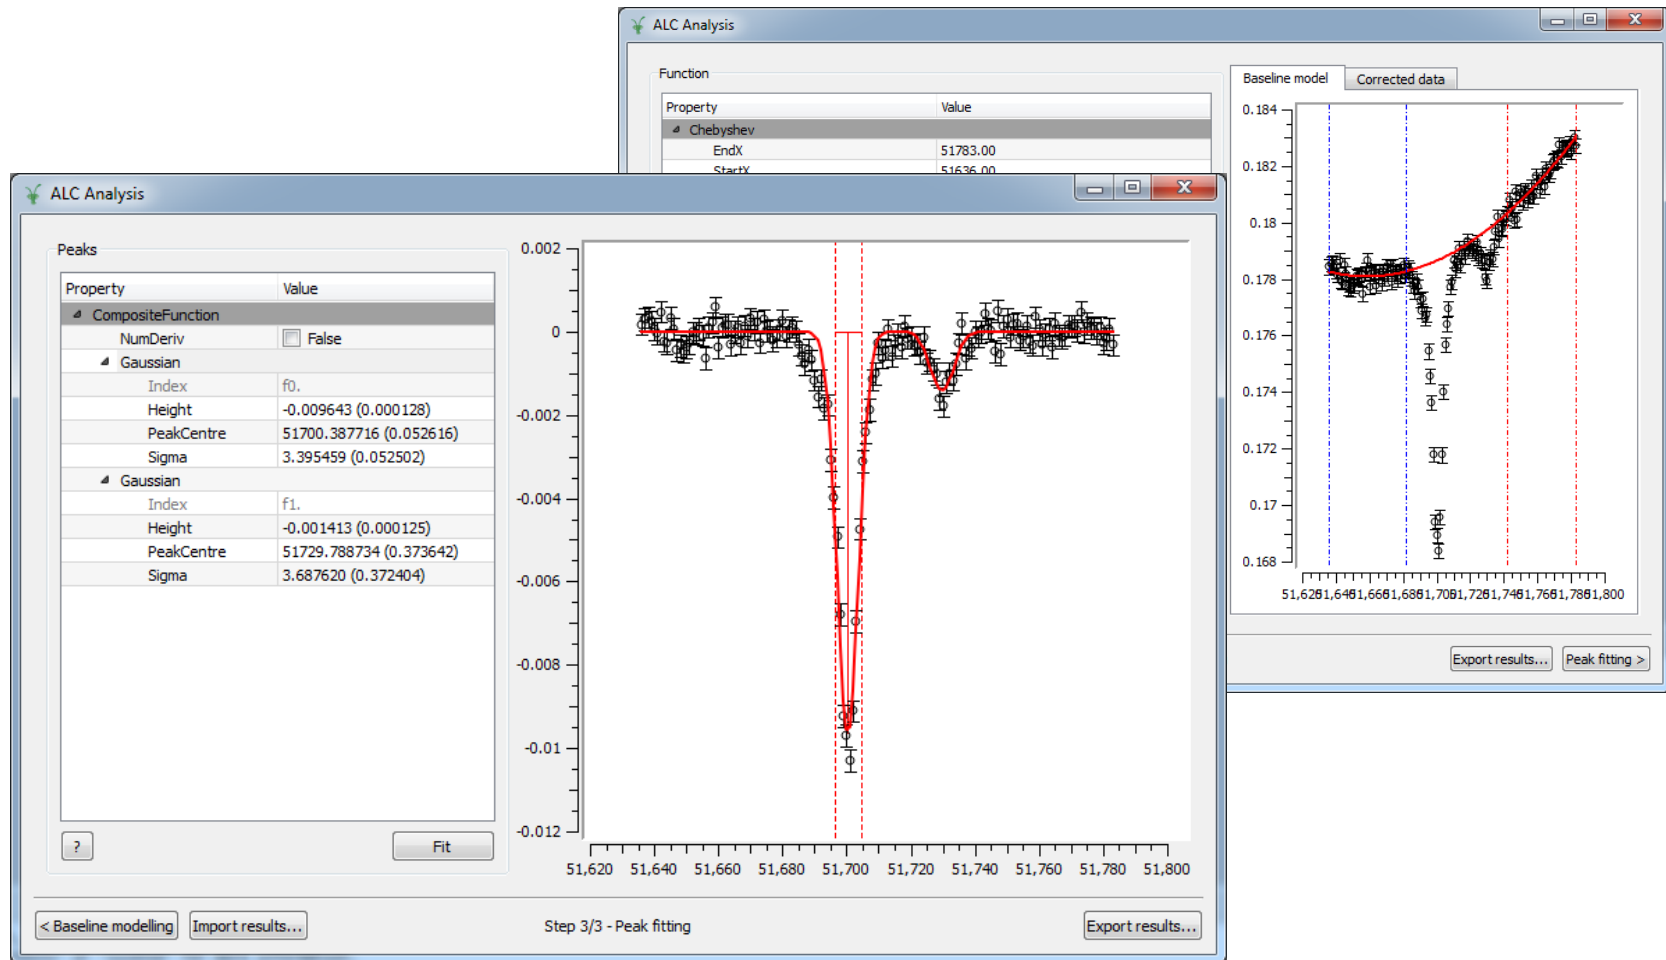 ALC Analysis
Function
Property Value
Chebyshev
EndX 51783.00
StartX 51636.00
Baseline model Corrected data
0.184
0.182
0.18
0.178
0.176
0.174
0.172
0.17
0.168
51,800
Export results... Peak fitting >
ALC Analysis
Peaks
Property Value
CompositeFunction
NumDeriv False
Gaussian
Index f0.
Height -0.009643 (0.000128)
PeakCentre 51700.387716 (0.052616)
Sigma 3.395459 (0.052502)
Gaussian
Index f1.
Height -0.001413 (0.000125)
PeakCentre 51729.788734 (0.373642)
Sigma 3.687620 (0.372404)
? Fit
0.002
0
-0.002
-0.004
-0.006
-0.008
-0.01
-0.012
51,620 51,640 51,660 51,680 51,700 51,720 51,740 51,760 51,780 51,800
< Baseline modelling Import results... Step 3/3 - Peak fitting Export results...